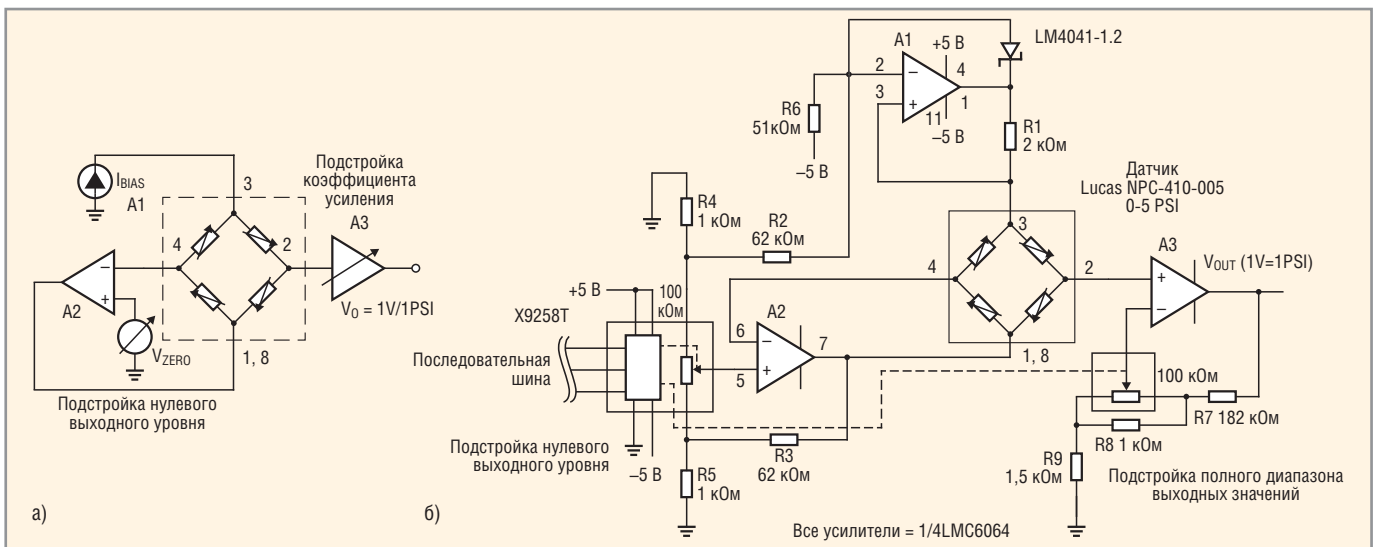 I_BIAS
A1
3
Подстройка
коэффициента
усиления
A3
4
2
–
+
A2
V_ZERO
V_O = 1V/1PSI
1, 8
Подстройка нулевого
выходного уровня
а)
LM4041-1.2
A1
+5 В
2
–
4
3
+
1
11
–5 В
R6
51кОм
–5 В
R1
2 кОм
Датчик
Lucas NPC-410-005
0-5 PSI
R4
1 кОм
R2
62 кОм
3
4
2
A3
+
–
V_OUT (1V=1PSI)
+5 В
100
кОм
X9258T
A2
6
–
7
5
+
1, 8
Последовательная
шина
100 кОм
R7 182 кОм
R8 1 кОм
Подстройка нулевого
выходного уровня
–5 В
R3
62 кОм
R5
1 кОм
R9
1,5 кОм
Подстройка полного диапазона
выходных значений
б)
Все усилители = 1/4LMC6064